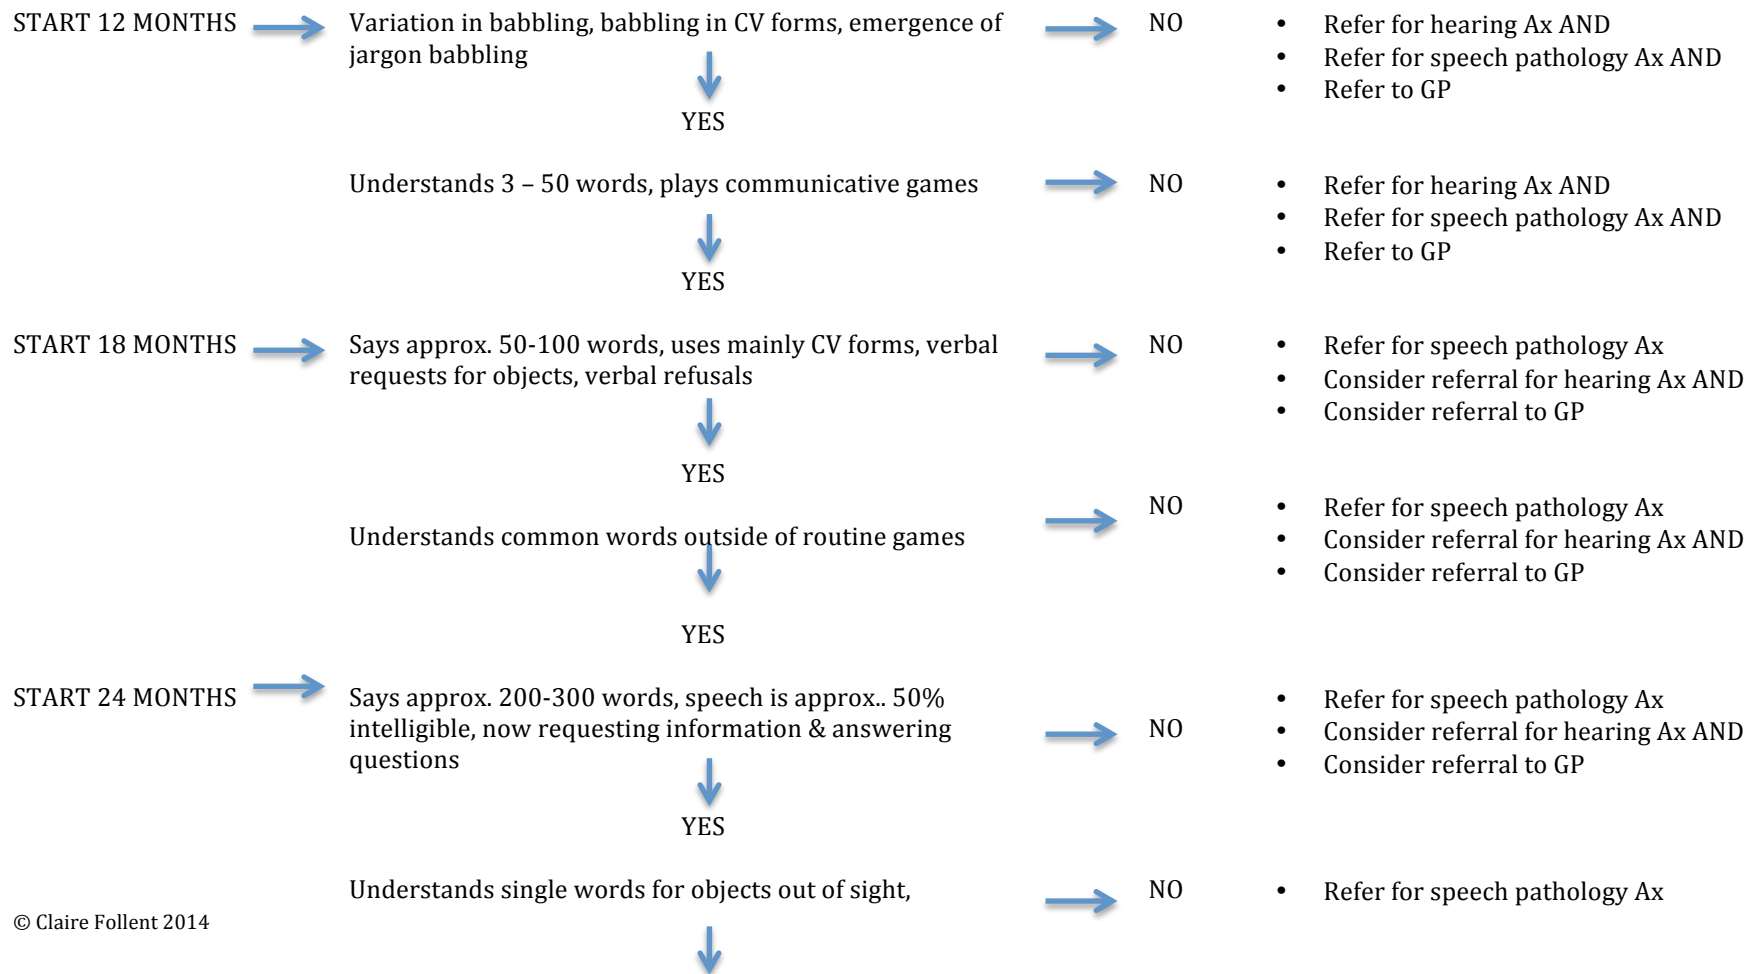 START 12 MONTHS
Variation in babbling, babbling in CV forms, emergence of
jargon babbling
NO
• Refer for hearing Ax AND
• Refer for speech pathology Ax AND
• Refer to GP
YES
Understands 3 – 50 words, plays communicative games
NO
• Refer for hearing Ax AND
• Refer for speech pathology Ax AND
• Refer to GP
YES
START 18 MONTHS
Says approx. 50-100 words, uses mainly CV forms, verbal
requests for objects, verbal refusals
NO
• Refer for speech pathology Ax
• Consider referral for hearing Ax AND
• Consider referral to GP
YES
Understands common words outside of routine games
NO
• Refer for speech pathology Ax
• Consider referral for hearing Ax AND
• Consider referral to GP
YES
START 24 MONTHS
Says approx. 200-300 words, speech is approx.. 50%
intelligible, now requesting information & answering
questions
NO
• Refer for speech pathology Ax
• Consider referral for hearing Ax AND
• Consider referral to GP
YES
Understands single words for objects out of sight,
NO
• Refer for speech pathology Ax
© Claire Follent 2014